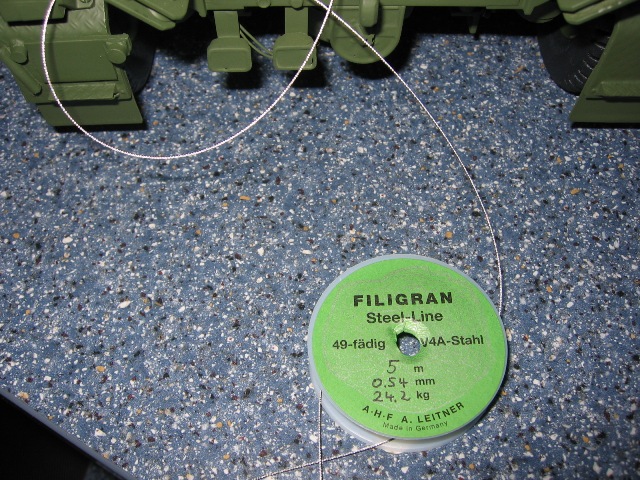 FILIGRAN
Steel-Line
49-fädig V4A-Stahl
5 m
0.54 mm
24.2 kg
A·H·F A. LEITNER
Made in Germany